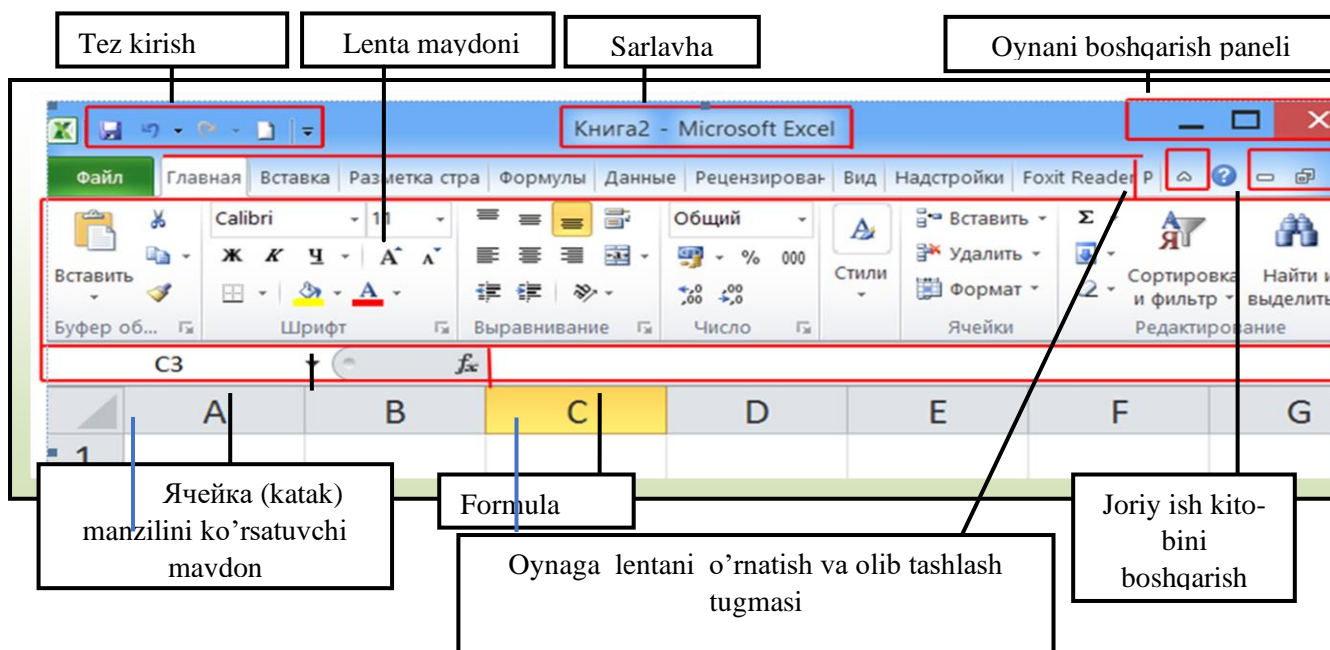 Tez kirish
Lenta maydoni
Sarlavha
Oynani boshqarish paneli
Книга2 - Microsoft Excel
Файл Главная Вставка Разметка стра Формулы Данные Рецензирован Вид Надстройки Foxit Reader P
Calibri 11
Ж К Ч A A
A
Вставить
Буфер об...
Шрифт
Выравнивание
Общий
% 000
,00 ,00
,0
Число
A
Стили
Вставить
Удалить
Формат
Ячейки
Σ
Сортировка
и фильтр
Найти и
выделить
Редактирование
C3 fx
A B C D E F G
1
Ячейка (katak)
manzilini ko’rsatuvchi
maydon
Formula
Oynaga lentani o’rnatish va olib tashlash
tugmasi
Joriy ish kito-
bini
boshqarish